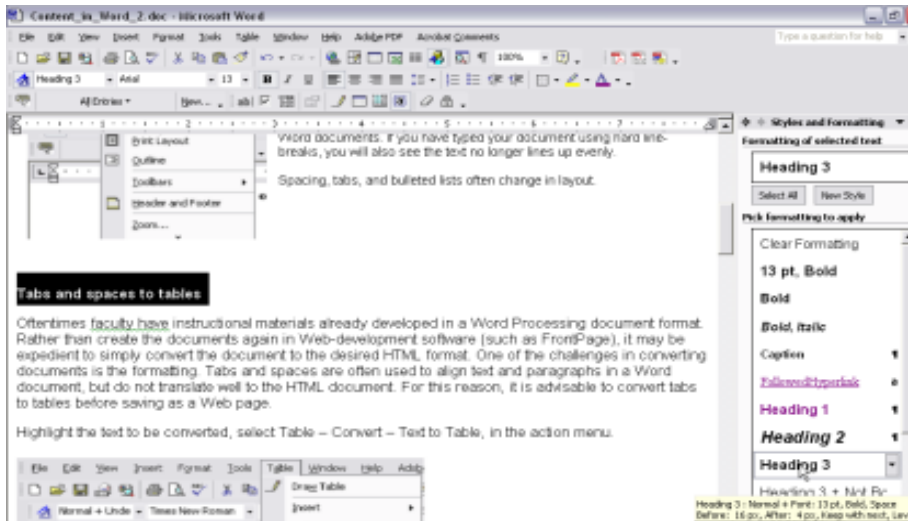 Content_in_Word_2.doc - Microsoft Word
File Edit View Insert Format Tools Table Window Help Adobe PDF Acrobat Comments
Type a question for help
100%
Heading 3 Arial 13 B I U
All Entries New...
Styles and Formatting
Formatting of selected text
Heading 3
Select All New Style
Pick formatting to apply
Clear Formatting
13 pt, Bold
Bold
Bold, Italic
Caption
FollowedHyperlink
Heading 1
Heading 2
Heading 3
Heading 3 + Not Bo
Heading 3: Normal + Font: 13 pt, Bold, Space
Before: 16 px, After: 4 px, Keep with next, Lev
Print Layout
Outline
Toolbars
Header and Footer
Zoom...
Word documents. If you have typed your document using hard line-
breaks, you will also see the text no longer lines up evenly.
Spacing, tabs, and bulleted lists often change in layout.
Tabs and spaces to tables
Oftentimes faculty have instructional materials already developed in a Word Processing document format.
Rather than create the documents again in Web-development software (such as FrontPage), it may be
expedient to simply convert the document to the desired HTML format. One of the challenges in converting
documents is the formatting. Tabs and spaces are often used to align text and paragraphs in a Word
document, but do not translate well to the HTML document. For this reason, it is advisable to convert tabs
to tables before saving as a Web page.
Highlight the text to be converted, select Table – Convert – Text to Table, in the action menu.
File Edit View Insert Format Tools Table Window Help Adob
Draw Table
Normal + Unde Times New Roman
Insert